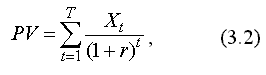 PV = \sum_{t=1}^{T} \frac{X_t}{(1+r)^t} , (3.2)